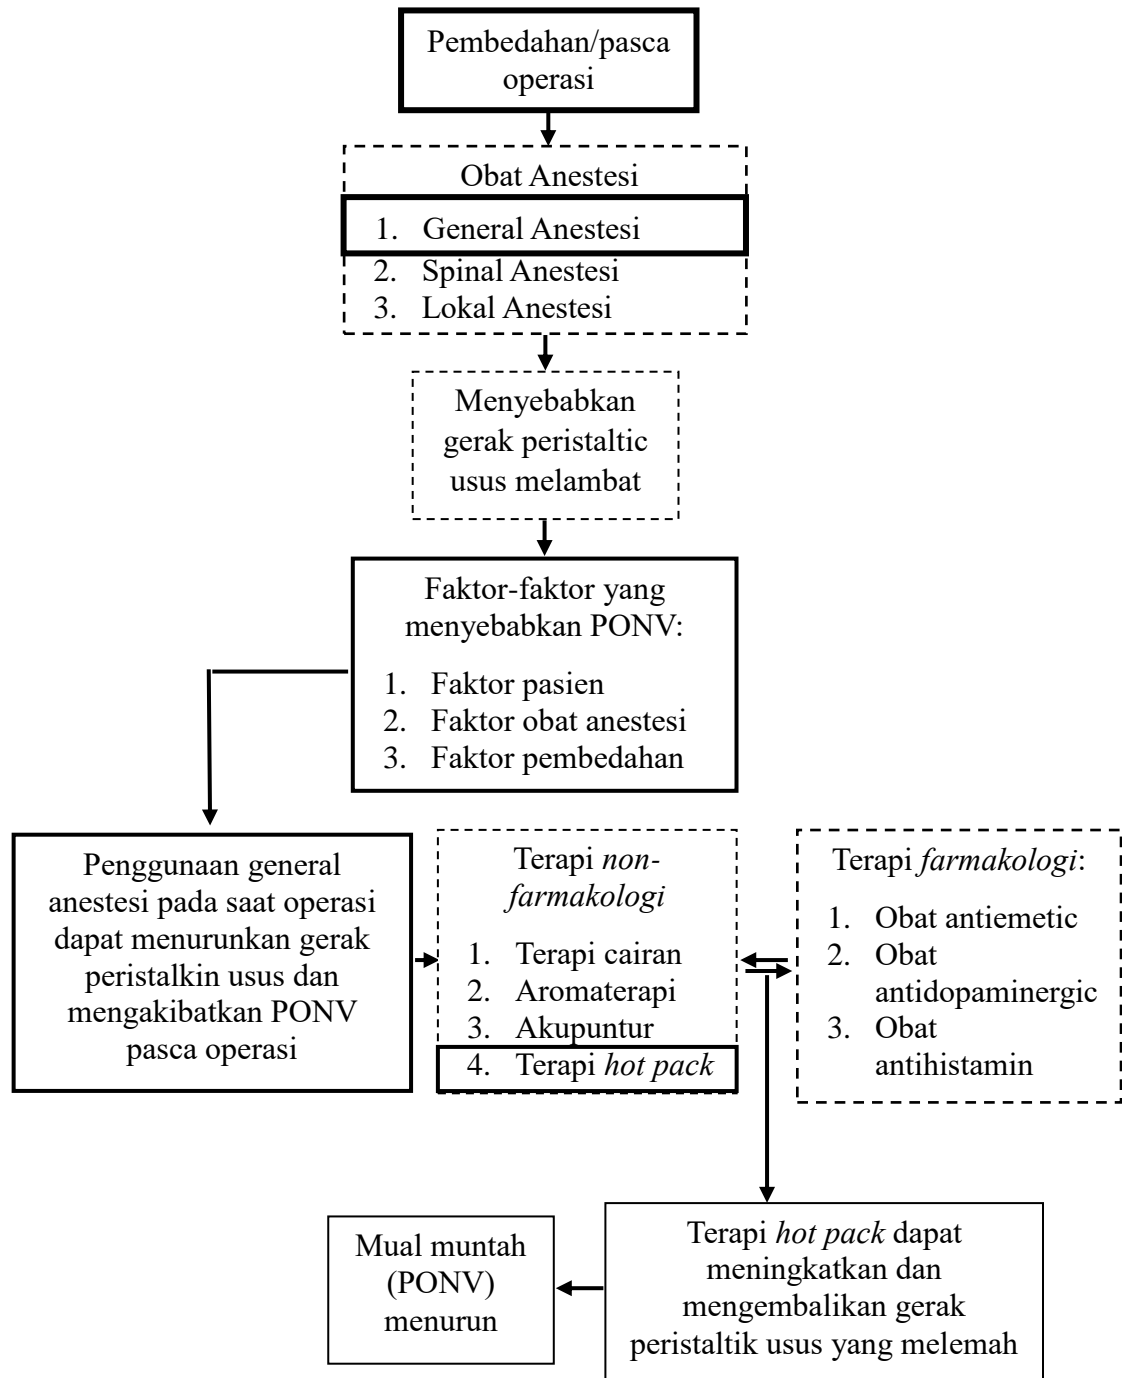 Pembedahan/pasca
operasi
Obat Anestesi
1. General Anestesi
2. Spinal Anestesi
3. Lokal Anestesi
Menyebabkan
gerak peristaltic
usus melambat
Faktor-faktor yang
menyebabkan PONV:
1. Faktor pasien
2. Faktor obat anestesi
3. Faktor pembedahan
Penggunaan general
anestesi pada saat operasi
dapat menurunkan gerak
peristalkin usus dan
mengakibatkan PONV
pasca operasi
Terapi non-
farmakologi
1. Terapi cairan
2. Aromaterapi
3. Akupuntur
4. Terapi hot pack
Terapi farmakologi:
1. Obat antiemetic
2. Obat
antidopaminergic
3. Obat
antihistamin
Mual muntah
(PONV)
menurun
Terapi hot pack dapat
meningkatkan dan
mengembalikan gerak
peristaltik usus yang melemah